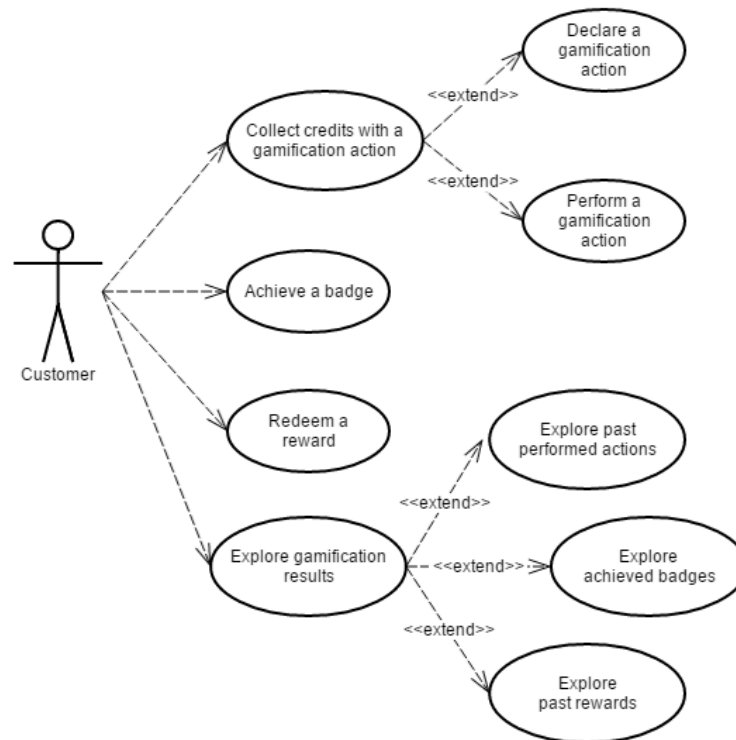 Declare a
gamification
action
<<extend>>
Collect credits with a
gamification action
<<extend>>
Perform a
gamification
action
Achieve a badge
Customer
Redeem a
reward
Explore past
performed actions
<<extend>>
Explore gamification
results
<<extend>>
Explore
achieved badges
<<extend>>
Explore
past rewards